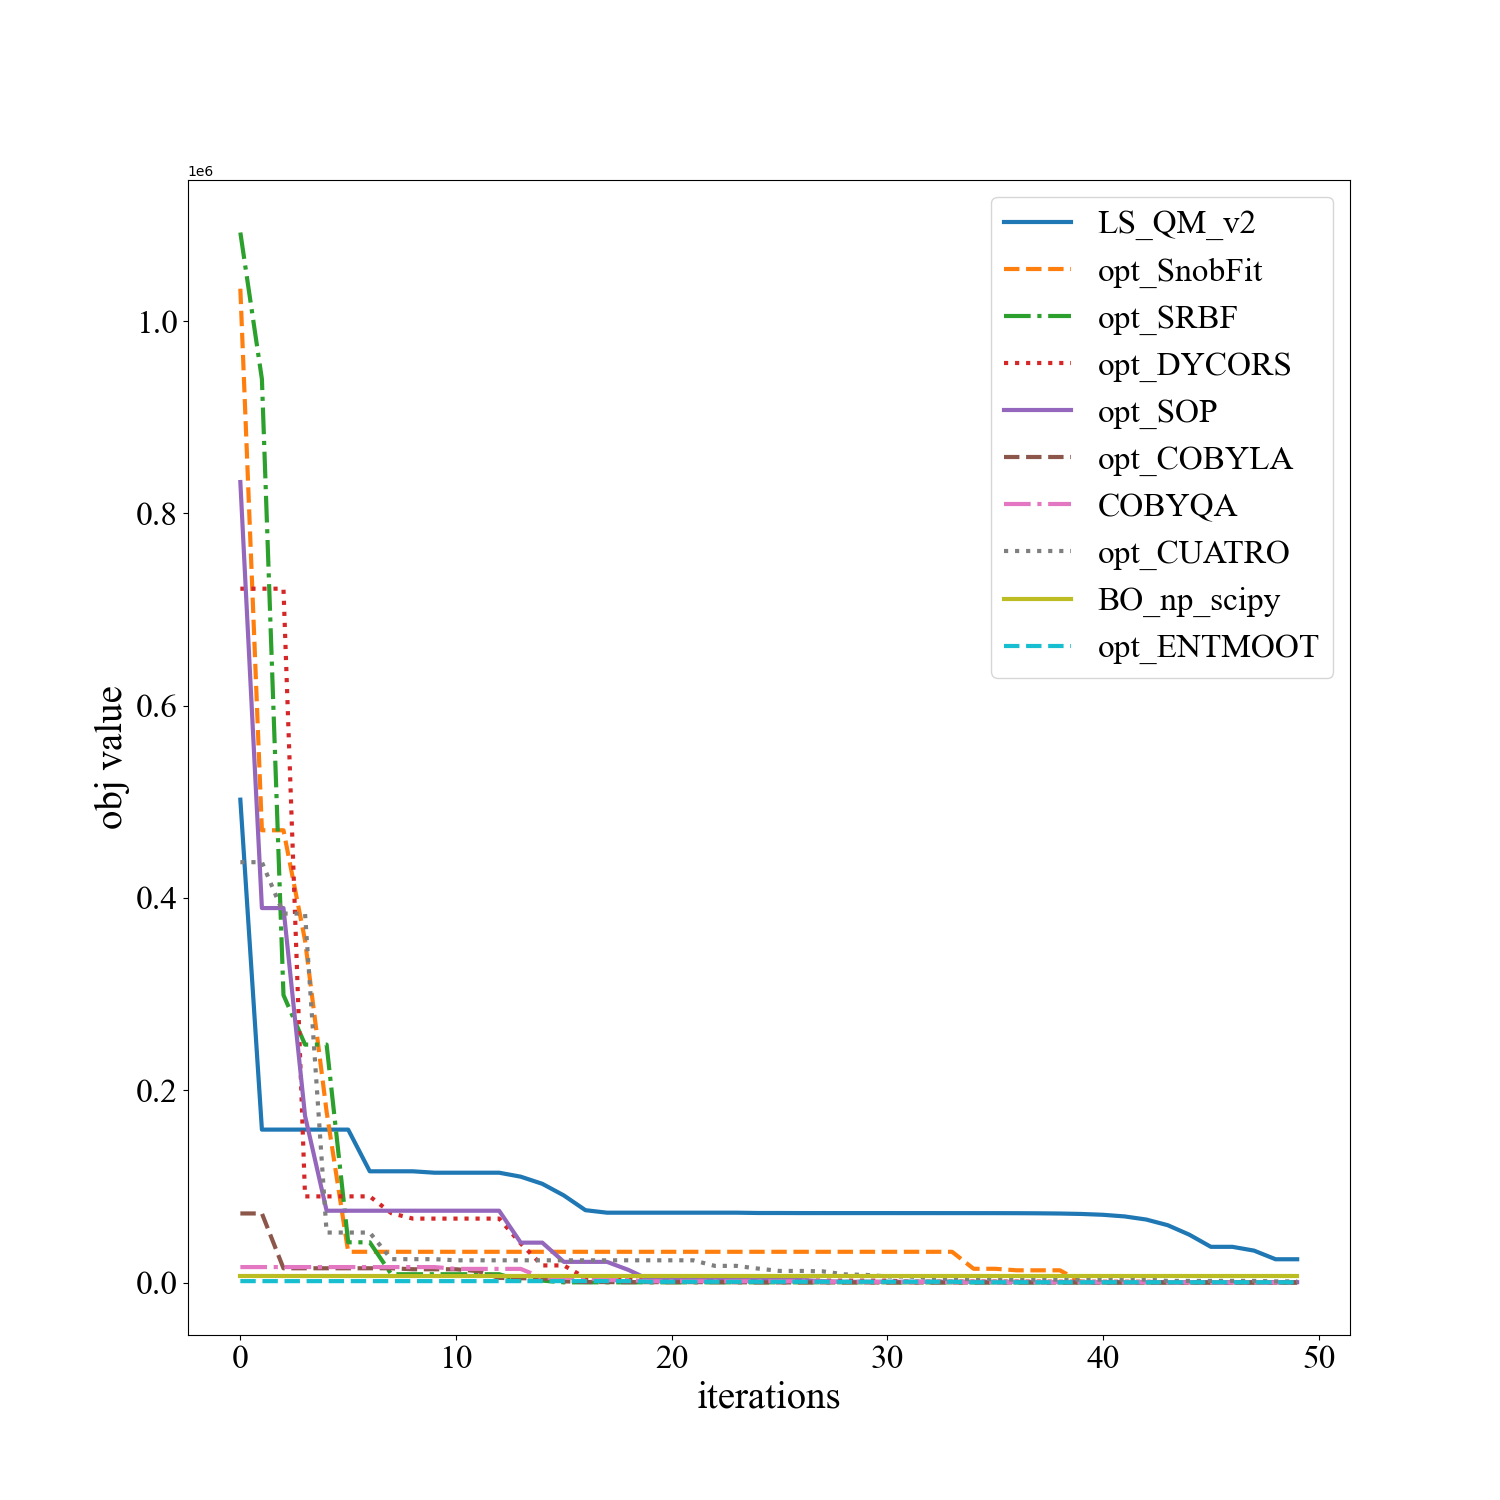 1e6
1.0
0.8
0.6
0.4
0.2
0.0
obj value
0 10 20 30 40 50
iterations
LS_QM_v2
opt_SnobFit
opt_SRBF
opt_DYCORS
opt_SOP
opt_COBYLA
COBYQA
opt_CUATRO
BO_np_scipy
opt_ENTMOOT